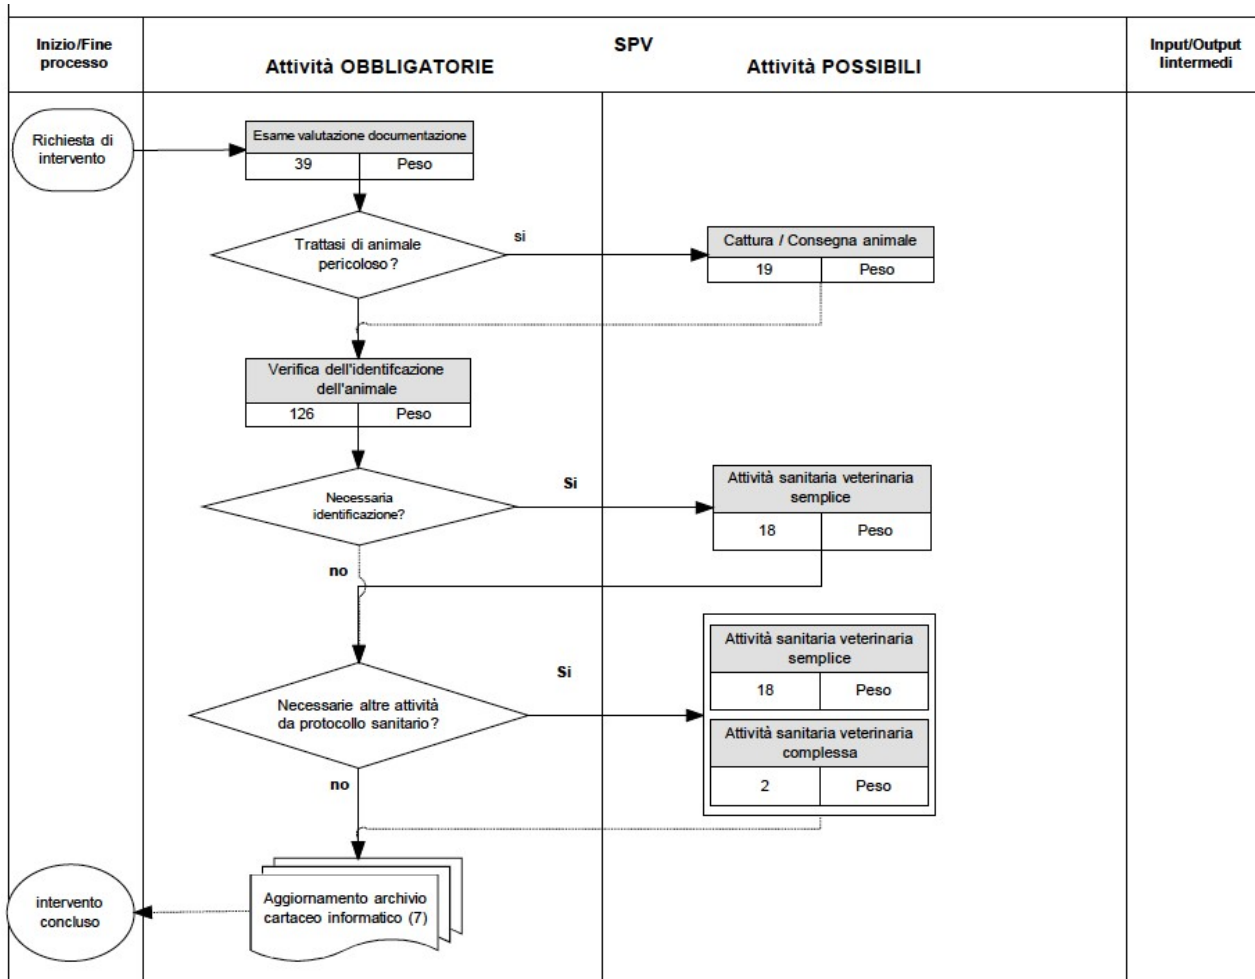 Inizio/Fine
processo
SPV
Attività OBBLIGATORIE
Attività POSSIBILI
Input/Output
Iintermedi
Richiesta di
intervento
Esame valutazione documentazione
39
Peso
Trattasi di animale
pericoloso?
si
Cattura / Consegna animale
19
Peso
Verifica dell'identifcazione
dell'animale
126
Peso
Necessaria
identificazione?
Si
Attività sanitaria veterinaria
semplice
18
Peso
no
Necessarie altre attività
da protocollo sanitario?
Si
Attività sanitaria veterinaria
semplice
18
Peso
Attività sanitaria veterinaria
complessa
2
Peso
no
Aggiornamento archivio
cartaceo informatico (7)
intervento
concluso